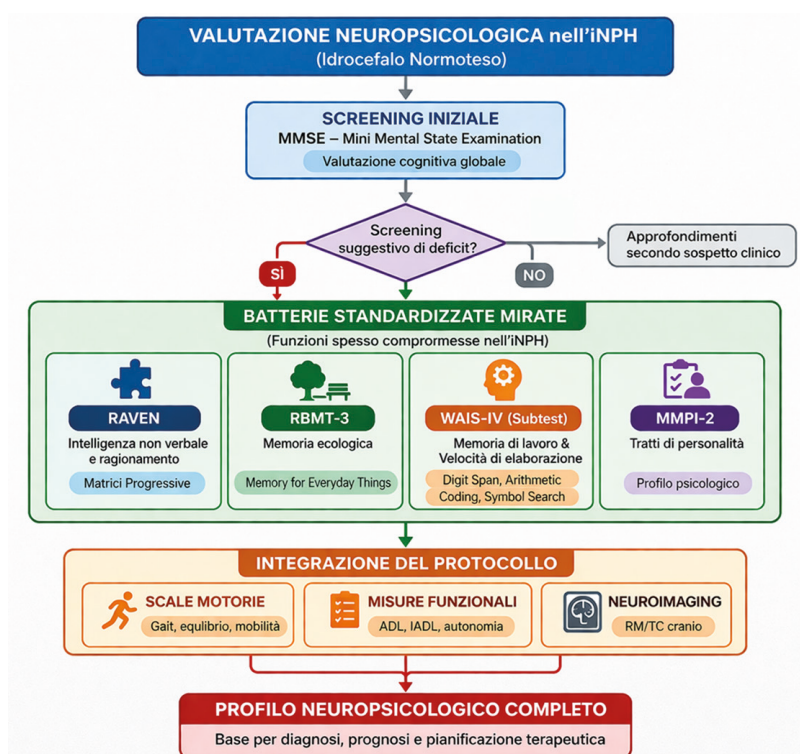 VALUTAZIONE NEUROPSICOLOGICA nell'iNPH
(Idrocefalo Normoteso)
SCREENING INIZIALE
MMSE – Mini Mental State Examination
Valutazione cognitiva globale
Screening
suggestivo di deficit?
SÌ
NO
Approfondimenti
secondo sospetto clinico
BATTERIE STANDARDIZZATE MIRATE
(Funzioni spesso compromesse nell'iNPH)
RAVEN
Intelligenza non verbale
e ragionamento
Matrici Progressive
RBMT-3
Memoria ecologica
Memory for Everyday Things
WAIS-IV (Subtest)
Memoria di lavoro &
Velocità di elaborazione
Digit Span, Arithmetic
Coding, Symbol Search
MMPI-2
Tratti di personalità
Profilo psicologico
INTEGRAZIONE DEL PROTOCOLLO
SCALE MOTORIE
Gait, equlibrio, mobilità
MISURE FUNZIONALI
ADL, IADL, autonomia
NEUROIMAGING
RM/TC cranio
PROFILO NEUROPSICOLOGICO COMPLETO
Base per diagnosi, prognosi e pianificazione terapeutica